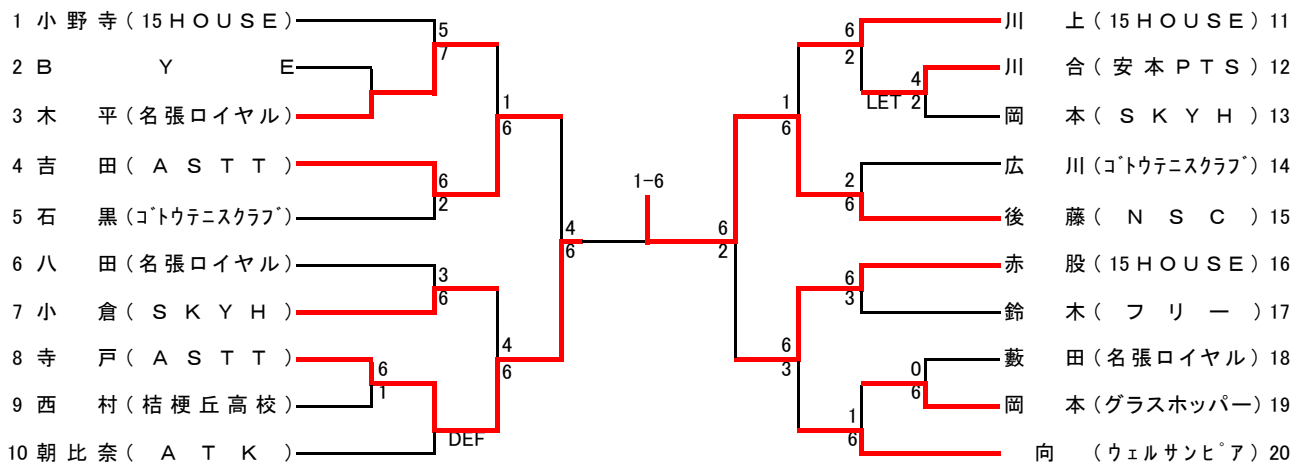 1 小野寺(15HOUSE)
2 B Y E
3 木 平(名張ロイヤル)
4 吉 田(ASTT)
5 石 黒(ゴトウテニスクラブ)
6 八 田(名張ロイヤル)
7 小 倉(SKYH)
8 寺 戸(ASTT)
9 西 村(桔梗丘高校)
10 朝比奈(ATK)
5
7
1
6
6
2
4
6
3
6
4
6
6
1
DEF
1-6
6
2
4
LET 2
1
6
2
6
6
2
6
3
6
3
0
6
1
6
川 上(15HOUSE)11
川 合(安本PTS)12
岡 本(SKYH)13
広 川(ゴトウテニスクラブ)14
後 藤(NSC)15
赤 股(15HOUSE)16
鈴 木(フリー)17
藪 田(名張ロイヤル)18
岡 本(グラスホッパー)19
向 (ウェルサンピア)20